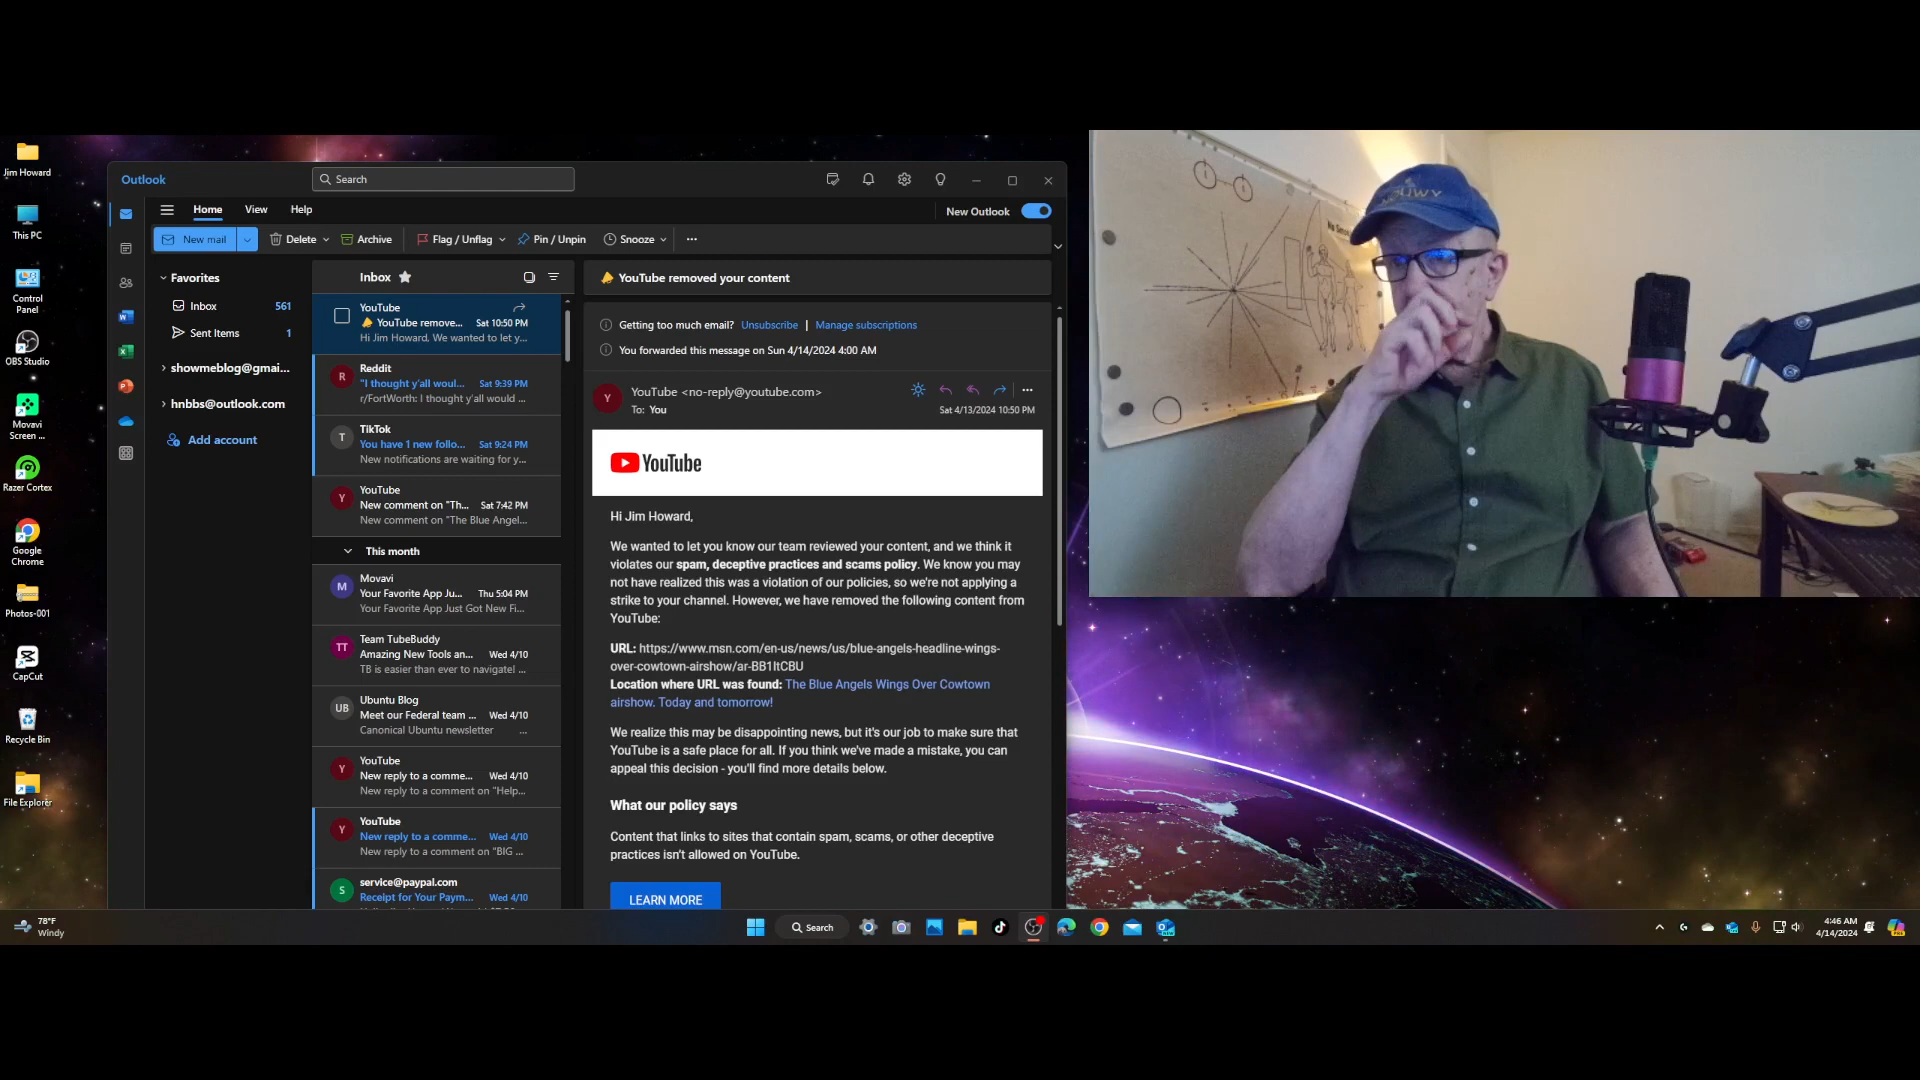 Jim Howard
This PC
Control
Panel
OBS Studio
Movavi
Screen ...
Razer Cortex
Google
Chrome
Photos-001
CapCut
Recycle Bin
File Explorer
Outlook
Search
Home View Help
New Outlook
New mail Delete Archive Flag / Unflag Pin / Unpin Snooze ...
Favorites
Inbox 561
Sent Items 1
showmeblog@gmai...
hnbbs@outlook.com
Add account
Inbox
YouTube
YouTube remove... Sat 10:50 PM
Hi Jim Howard, We wanted to let y...
R
Reddit
"I thought y'all woul... Sat 9:39 PM
r/FortWorth: I thought y'all would ...
T
TikTok
You have 1 new follo... Sat 9:24 PM
New notifications are waiting for y...
Y
YouTube
New comment on "Th... Sat 7:42 PM
New comment on "The Blue Angel...
This month
M
Movavi
Your Favorite App Ju... Thu 5:04 PM
Your Favorite App Just Got New Fi...
TT
Team TubeBuddy
Amazing New Tools an... Wed 4/10
TB is easier than ever to navigate! ...
UB
Ubuntu Blog
Meet our Federal team ... Wed 4/10
Canonical Ubuntu newsletter ...
Y
YouTube
New reply to a comme... Wed 4/10
New reply to a comment on "Help...
Y
YouTube
New reply to a comme... Wed 4/10
New reply to a comment on "BIG ...
S
service@paypal.com
Receipt for Your Paym... Wed 4/10
YouTube removed your content
Getting too much email? Unsubscribe | Manage subscriptions
You forwarded this message on Sun 4/14/2024 4:00 AM
Y
YouTube <no-reply@youtube.com>
To: You
Sat 4/13/2024 10:50 PM
YouTube
Hi Jim Howard,
We wanted to let you know our team reviewed your content, and we think it
violates our spam, deceptive practices and scams policy. We know you may
not have realized this was a violation of our policies, so we're not applying a
strike to your channel. However, we have removed the following content from
YouTube:
URL: https://www.msn.com/en-us/news/us/blue-angels-headline-wings-
over-cowtown-airshow/ar-BB1ltCBU
Location where URL was found: The Blue Angels Wings Over Cowtown
airshow. Today and tomorrow!
We realize this may be disappointing news, but it's our job to make sure that
YouTube is a safe place for all. If you think we've made a mistake, you can
appeal this decision - you'll find more details below.
What our policy says
Content that links to sites that contain spam, scams, or other deceptive
practices isn't allowed on YouTube.
LEARN MORE
78°F
Windy
Search
4:46 AM
4/14/2024